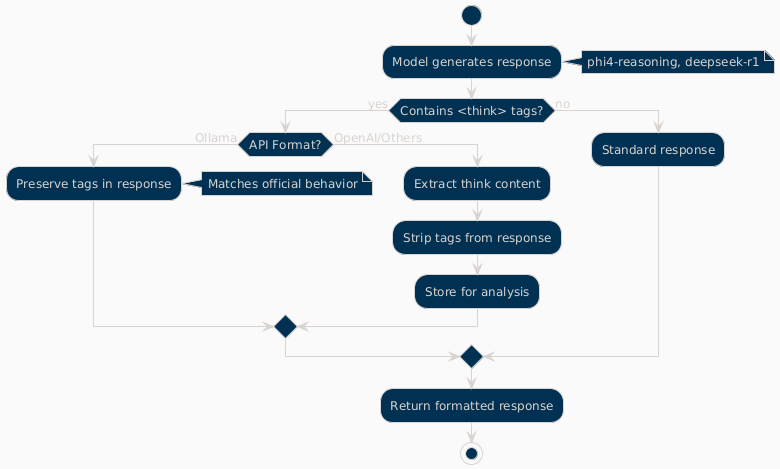 Model generates response
phi4-reasoning, deepseek-r1
yes
Contains <think> tags?
no
Ollama
API Format?
OpenAI/Others
Standard response
Preserve tags in response
Matches official behavior
Extract think content
Strip tags from response
Store for analysis
Return formatted response